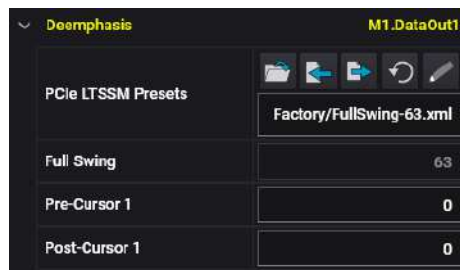 Deemphasis M1.DataOut1
PCIe LTSSM Presets
Factory/FullSwing-63.xml
Full Swing 63
Pre-Cursor 1 0
Post-Cursor 1 0